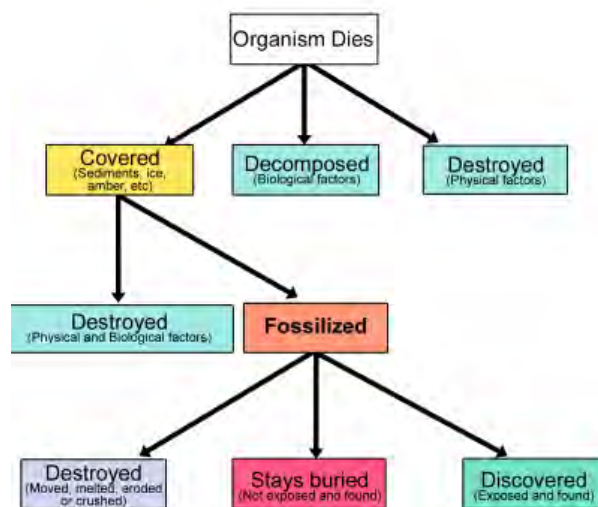 Organism Dies
Covered
(Sediments, ice,
amber, etc)
Decomposed
(Biological factors)
Destroyed
(Physical factors)
Destroyed
(Physical and Biological factors)
Fossilized
Destroyed
(Moved, melted, eroded
or crushed)
Stays buried
(Not exposed and found)
Discovered
(Exposed and found)